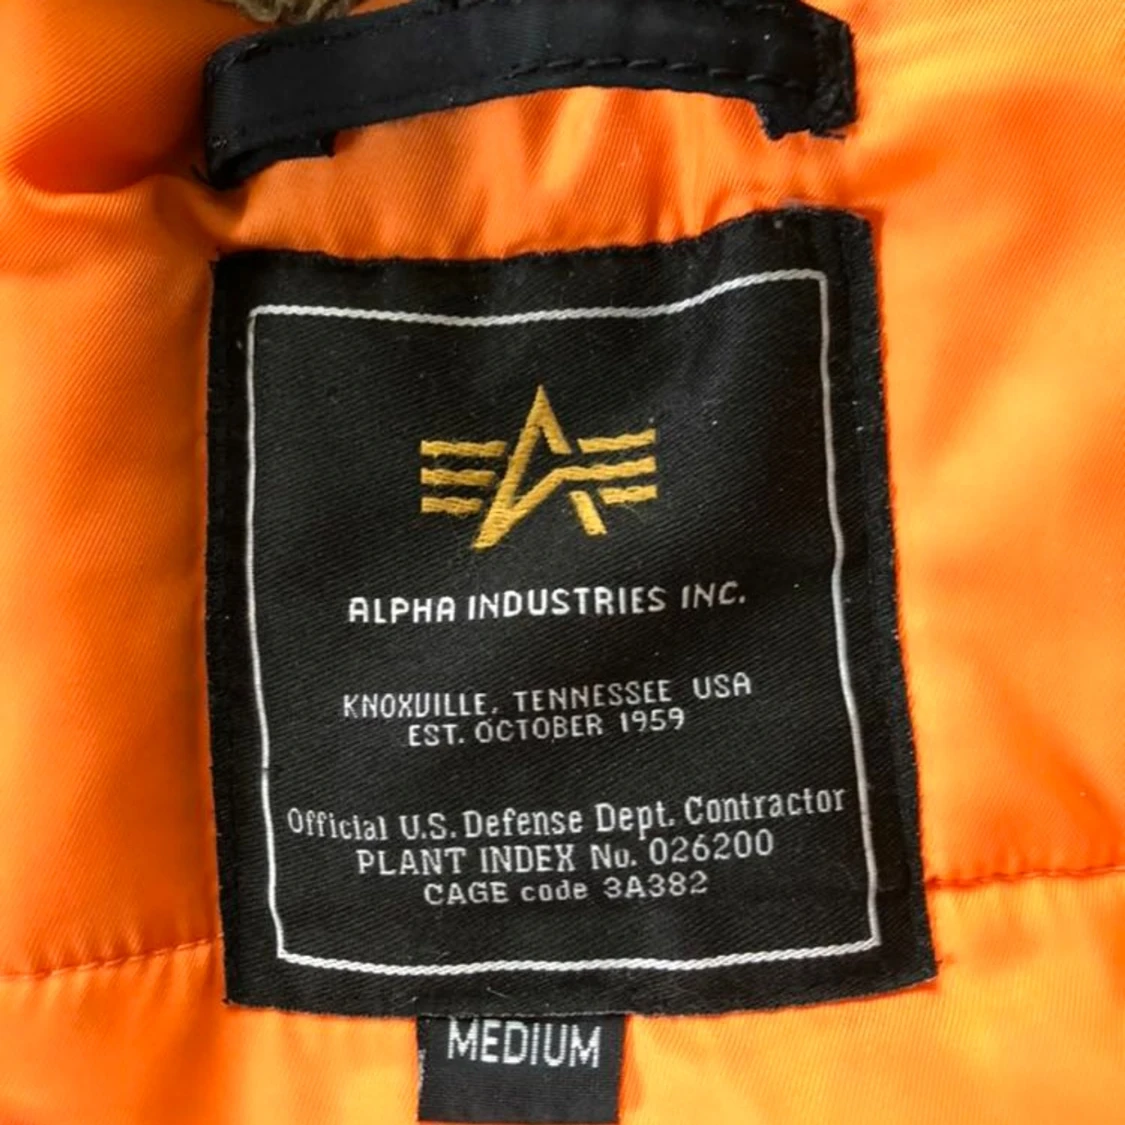 ALPHA INDUSTRIES INC.
KNOXVILLE, TENNESSEE USA
EST. OCTOBER 1959
Official U.S. Defense Dept. Contractor
PLANT INDEX No. 026200
CAGE code 3A382
MEDIUM